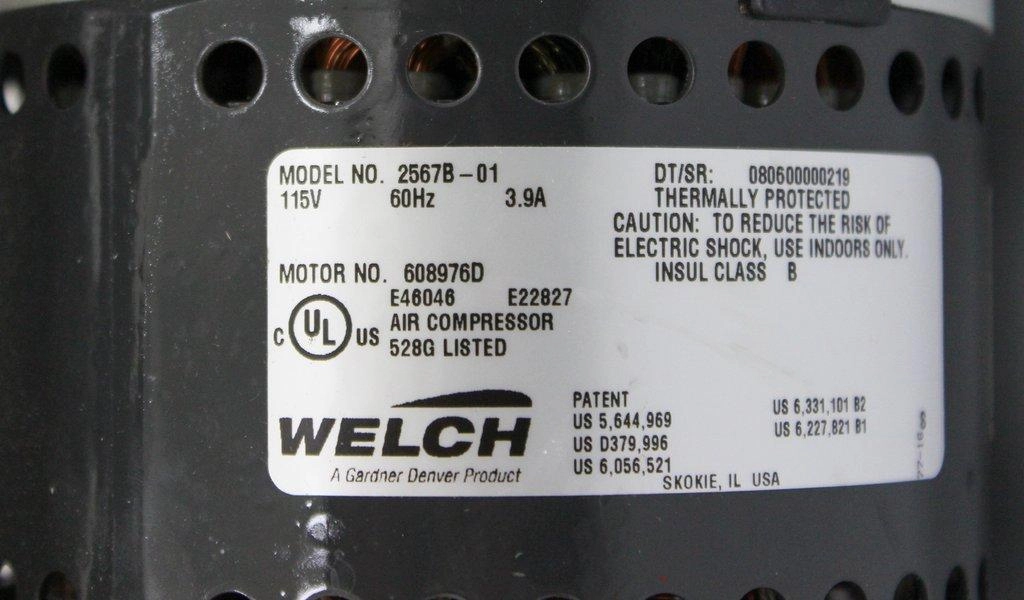 MODEL NO. 2567B-01
115V 60Hz 3.9A
DT/SR: 080600000219
THERMALLY PROTECTED
CAUTION: TO REDUCE THE RISK OF
ELECTRIC SHOCK, USE INDOORS ONLY.
INSUL CLASS B
MOTOR NO. 608976D
E46046 E22827
C UL US AIR COMPRESSOR
528G LISTED
WELCH
A Gardner Denver Product
PATENT
US 5,644,969
US D379,996
US 6,056,521
US 6,331,101 B2
US 6,227,821 B1
SKOKIE, IL USA